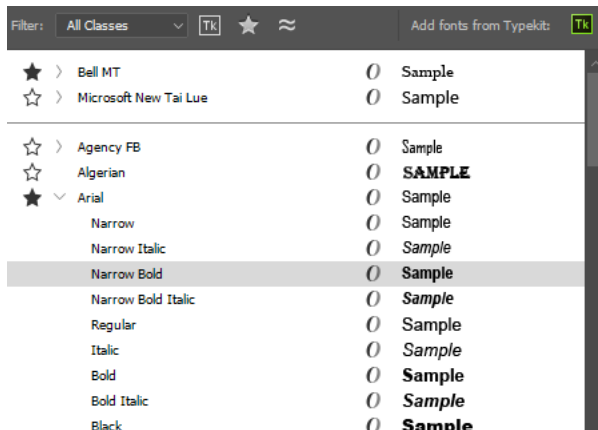 Filter: All Classes Tk Add fonts from Typekit: Tk
Bell MT O Sample
Microsoft New Tai Lue O Sample
Agency FB O Sample
Algerian O SAMPLE
Arial O Sample
Narrow O Sample
Narrow Italic O Sample
Narrow Bold O Sample
Narrow Bold Italic O Sample
Regular O Sample
Italic O Sample
Bold O Sample
Bold Italic O Sample
Black O Sample